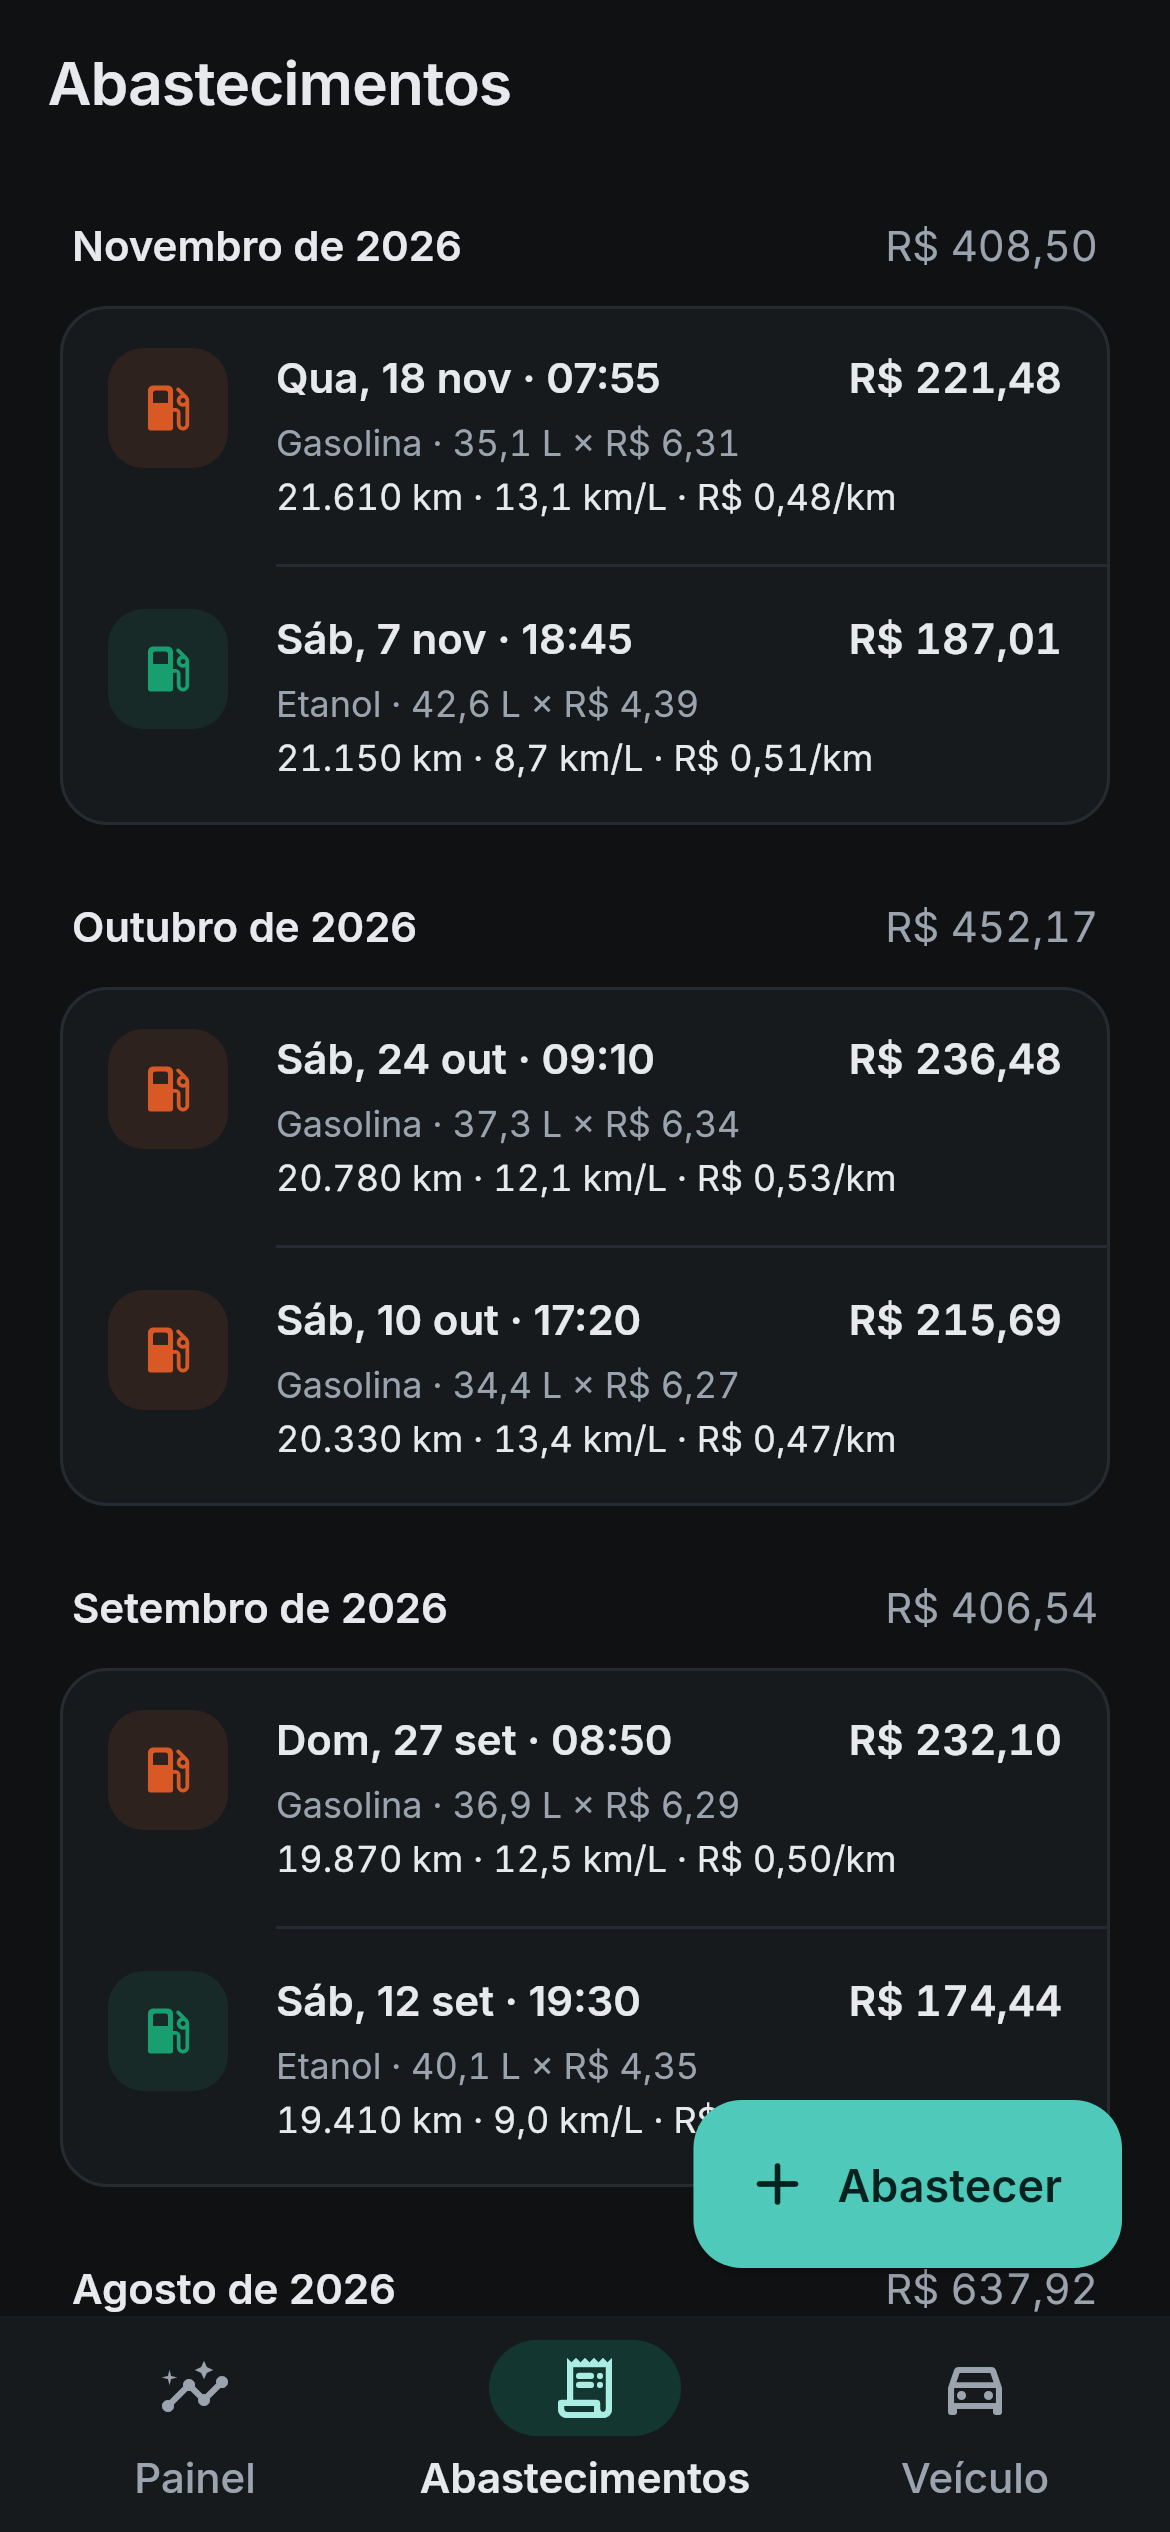 Abastecimentos
Novembro de 2026 R$ 408,50
Qua, 18 nov · 07:55 R$ 221,48
Gasolina · 35,1 L × R$ 6,31
21.610 km · 13,1 km/L · R$ 0,48/km
Sáb, 7 nov · 18:45 R$ 187,01
Etanol · 42,6 L × R$ 4,39
21.150 km · 8,7 km/L · R$ 0,51/km
Outubro de 2026 R$ 452,17
Sáb, 24 out · 09:10 R$ 236,48
Gasolina · 37,3 L × R$ 6,34
20.780 km · 12,1 km/L · R$ 0,53/km
Sáb, 10 out · 17:20 R$ 215,69
Gasolina · 34,4 L × R$ 6,27
20.330 km · 13,4 km/L · R$ 0,47/km
Setembro de 2026 R$ 406,54
Dom, 27 set · 08:50 R$ 232,10
Gasolina · 36,9 L × R$ 6,29
19.870 km · 12,5 km/L · R$ 0,50/km
Sáb, 12 set · 19:30 R$ 174,44
Etanol · 40,1 L × R$ 4,35
19.410 km · 9,0 km/L · R$
Abastecer
Agosto de 2026 R$ 637,92
Painel Abastecimentos Veículo